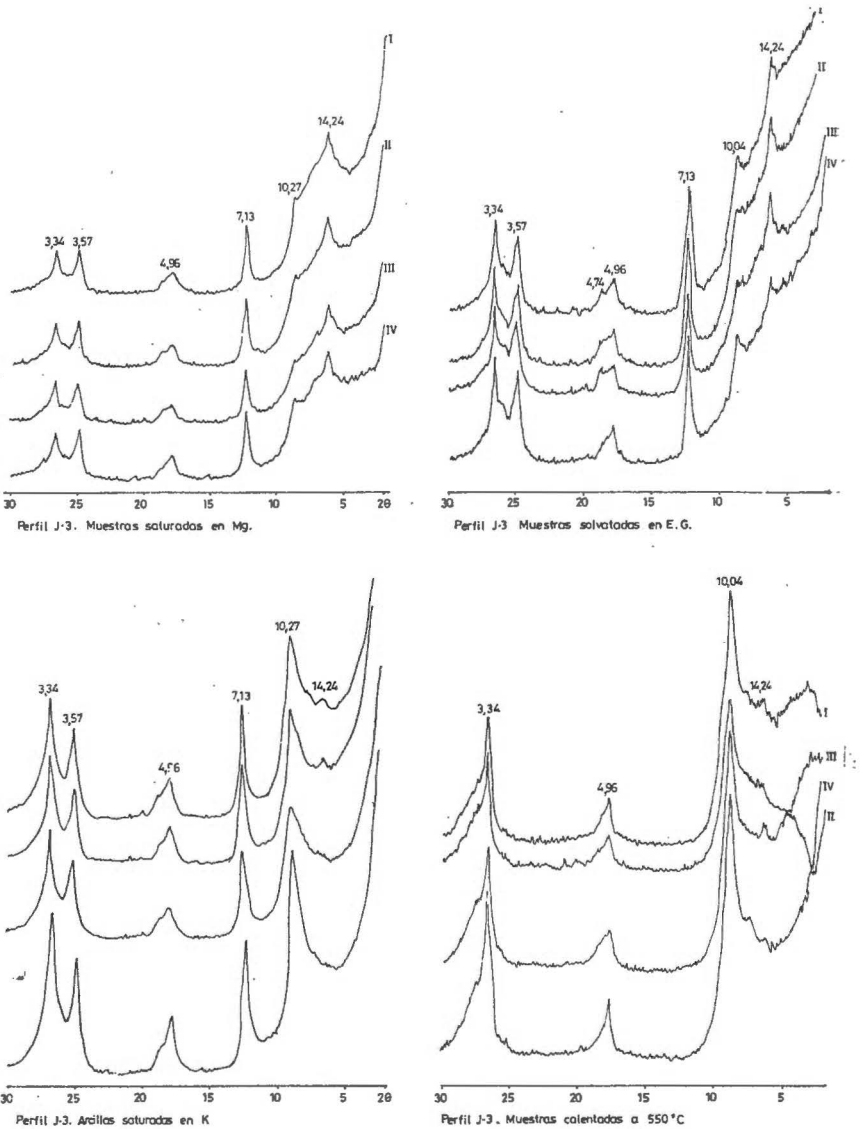 I
14,24
II
10,27
7,13
3,34 3,57
4,96
III
IV
30 25 20 15 10 5 2θ
Perfil J-3. Muestras saturadas en Mg.
I
14,24
II
10,04
III
7,13
IV
3,34
3,57
4,74 4,96
30 25 20 15 10 5
Perfil J-3 Muestras solvatadas en E.G.
10,27
3,34
7,13
14,24
3,57
4,96
30 25 20 15 10 5 2θ
Perfil J-3. Arcillas saturadas en K
10,04
14,24
3,34
I
4,96
III
IV
II
30 25 20 15 10 5
Perfil J-3. Muestras calentadas a 550°C